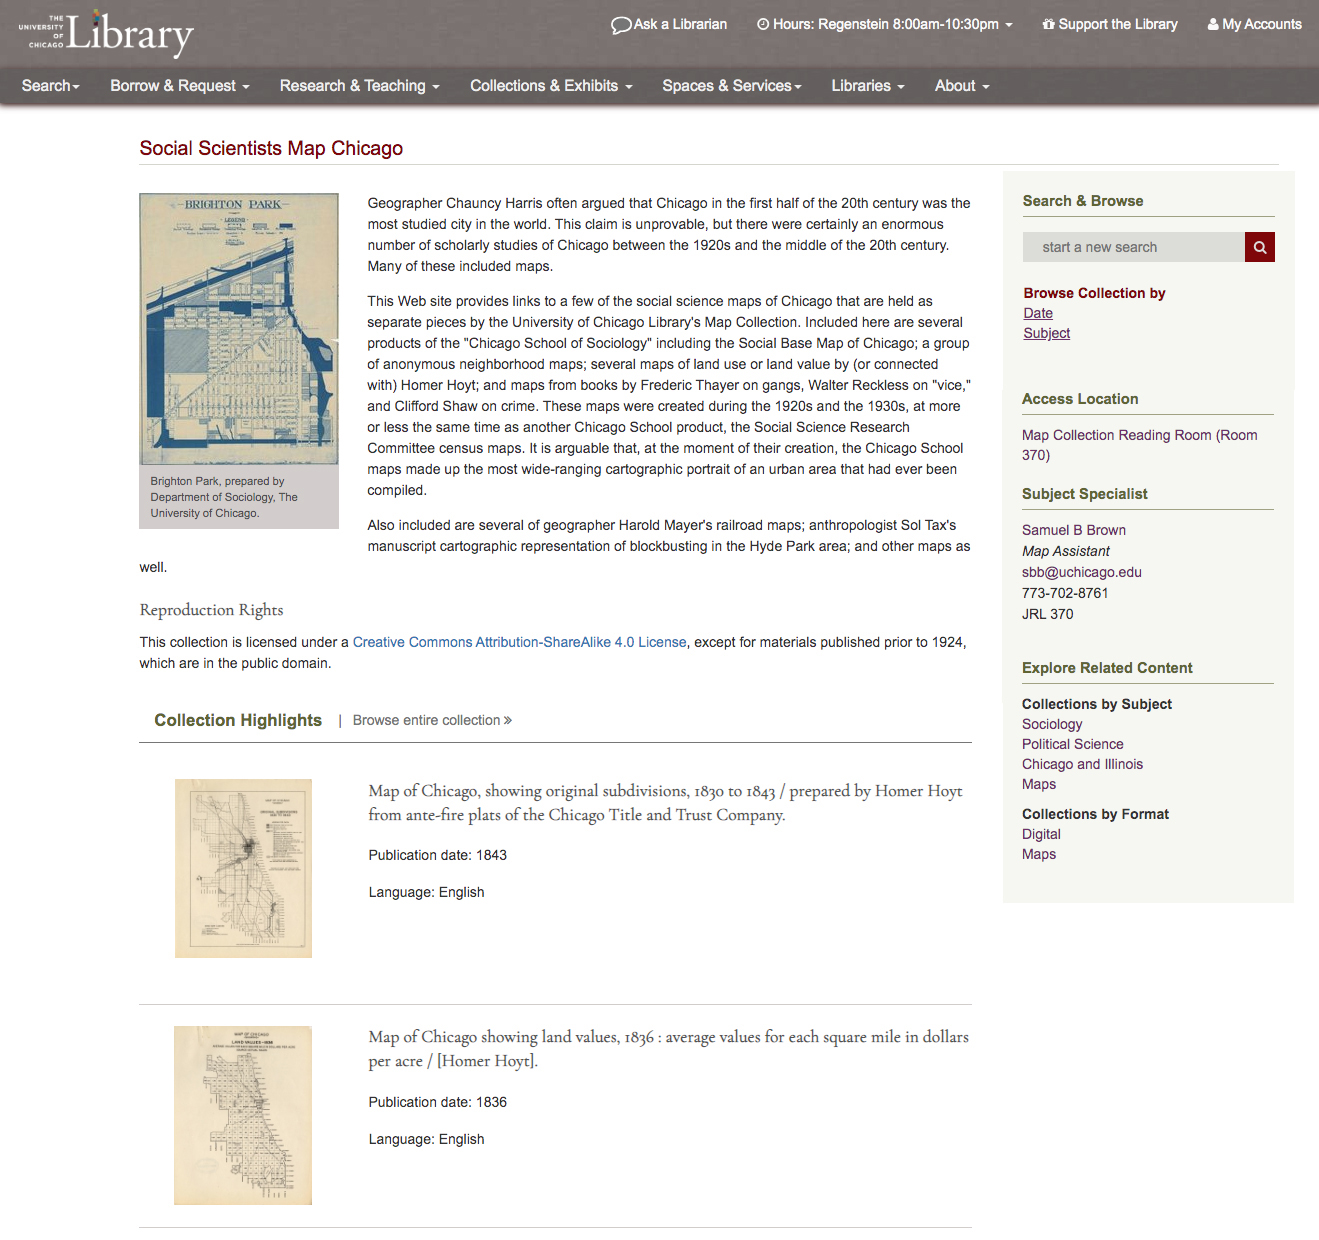 THE UNIVERSITY OF CHICAGO Library
Ask a Librarian
Hours: Regenstein 8:00am-10:30pm
Support the Library
My Accounts
Search
Borrow & Request
Research & Teaching
Collections & Exhibits
Spaces & Services
Libraries
About
Social Scientists Map Chicago
BRIGHTON PARK
LEGEND
Brighton Park, prepared by
Department of Sociology, The
University of Chicago.
Geographer Chauncy Harris often argued that Chicago in the first half of the 20th century was the
most studied city in the world. This claim is unprovable, but there were certainly an enormous
number of scholarly studies of Chicago between the 1920s and the middle of the 20th century.
Many of these included maps.
This Web site provides links to a few of the social science maps of Chicago that are held as
separate pieces by the University of Chicago Library's Map Collection. Included here are several
products of the "Chicago School of Sociology" including the Social Base Map of Chicago; a group
of anonymous neighborhood maps; several maps of land use or land value by (or connected
with) Homer Hoyt; and maps from books by Frederic Thayer on gangs, Walter Reckless on "vice,"
and Clifford Shaw on crime. These maps were created during the 1920s and the 1930s, at more
or less the same time as another Chicago School product, the Social Science Research
Committee census maps. It is arguable that, at the moment of their creation, the Chicago School
maps made up the most wide-ranging cartographic portrait of an urban area that had ever been
compiled.
Also included are several of geographer Harold Mayer's railroad maps; anthropologist Sol Tax's
manuscript cartographic representation of blockbusting in the Hyde Park area; and other maps as
well.
Reproduction Rights
This collection is licensed under a Creative Commons Attribution-ShareAlike 4.0 License, except for materials published prior to 1924,
which are in the public domain.
Collection Highlights | Browse entire collection »
Map of Chicago, showing original subdivisions, 1830 to 1843 / prepared by Homer Hoyt
from ante-fire plats of the Chicago Title and Trust Company.
Publication date: 1843
Language: English
MAP OF CHICAGO
LAND VALUES-1836
Map of Chicago showing land values, 1836 : average values for each square mile in dollars
per acre / [Homer Hoyt].
Publication date: 1836
Language: English
Search & Browse
start a new search
Browse Collection by
Date
Subject
Access Location
Map Collection Reading Room (Room
370)
Subject Specialist
Samuel B Brown
Map Assistant
sbb@uchicago.edu
773-702-8761
JRL 370
Explore Related Content
Collections by Subject
Sociology
Political Science
Chicago and Illinois
Maps
Collections by Format
Digital
Maps